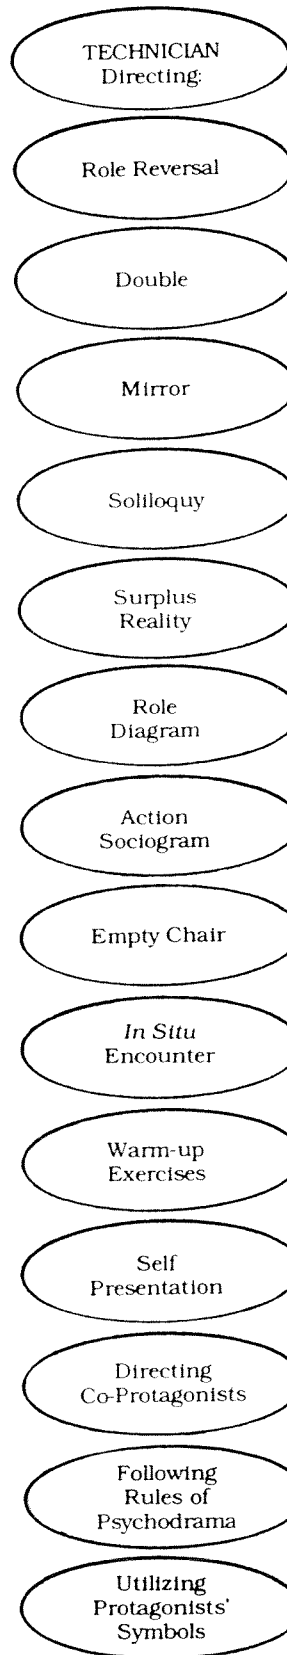 TECHNICIAN
Directing:
Role Reversal
Double
Mirror
Soliloquy
Surplus
Reality
Role
Diagram
Action
Sociogram
Empty Chair
In Situ
Encounter
Warm-up
Exercises
Self
Presentation
Directing
Co-Protagonists
Following
Rules of
Psychodrama
Utilizing
Protagonists'
Symbols